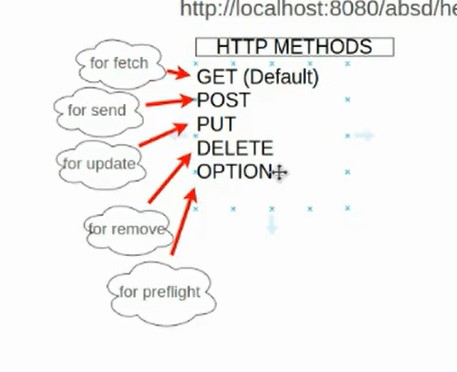 http://localhost:8080/absd/he
HTTP METHODS
for fetch
GET (Default)
for send
POST
PUT
for update
DELETE
OPTION
for remove
for preflight